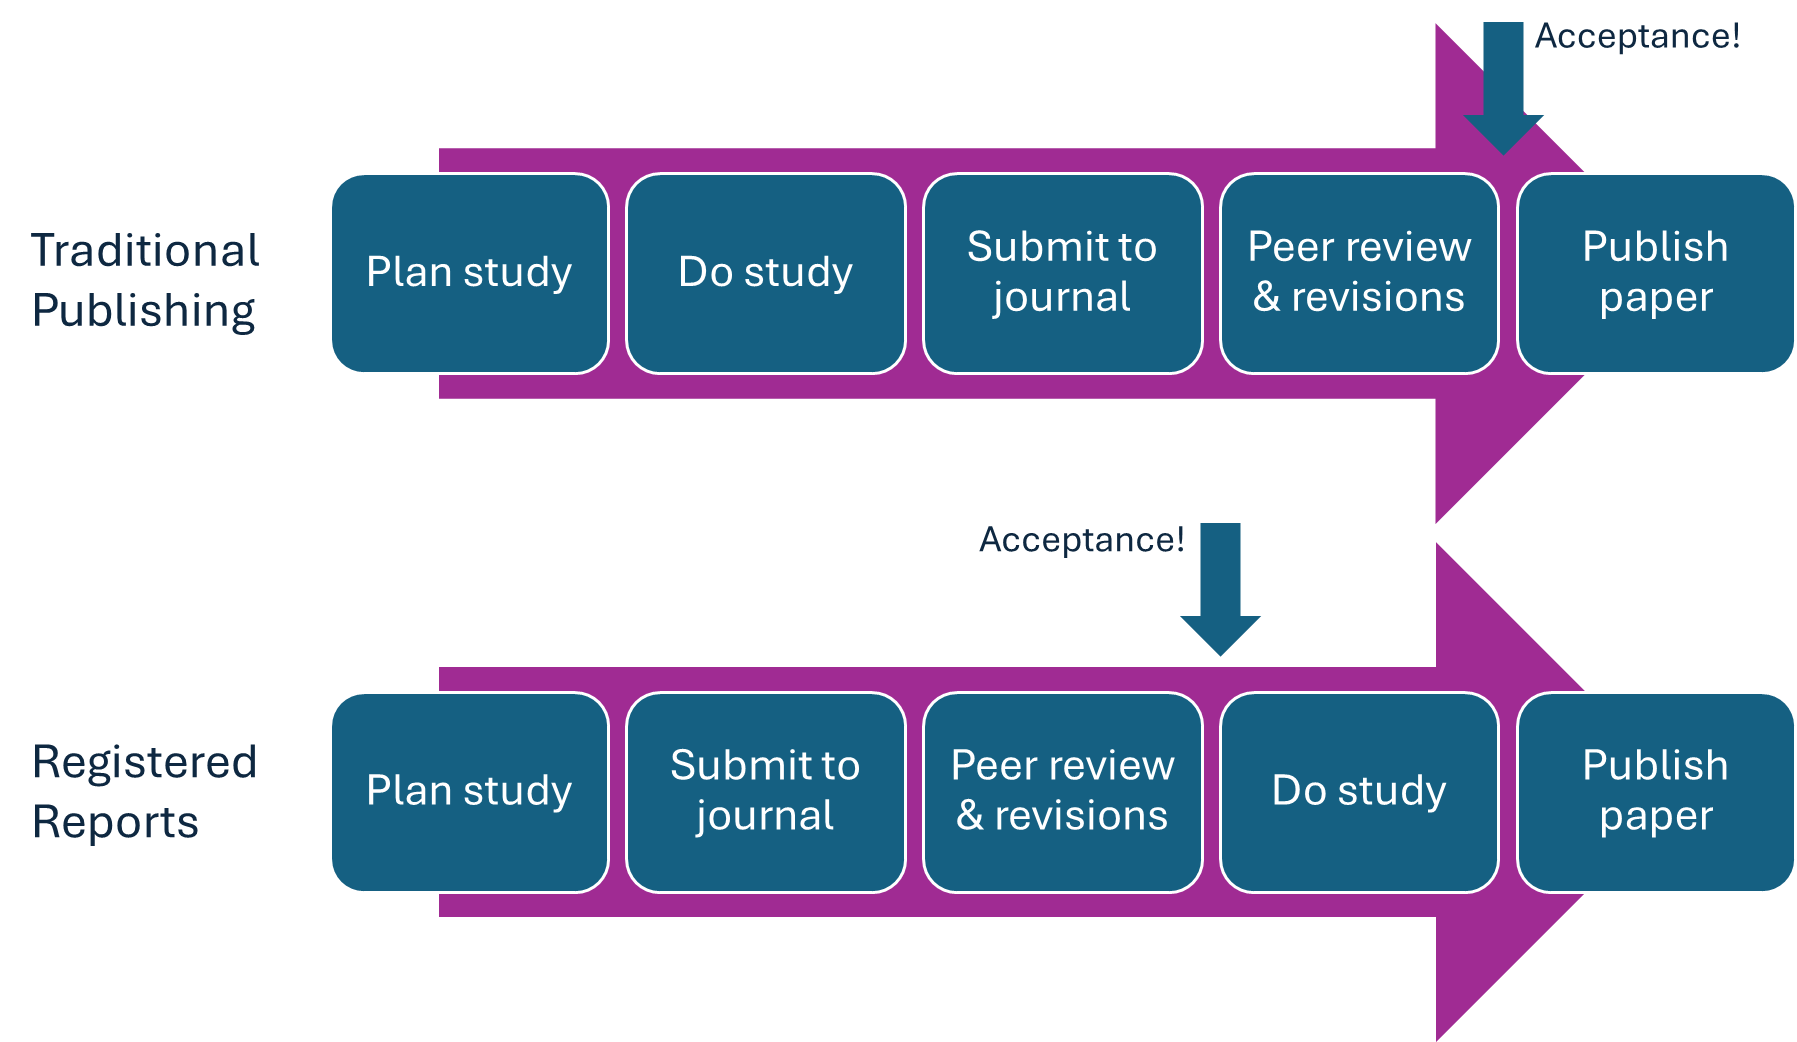 Acceptance!
Traditional
Publishing
Plan study
Do study
Submit to
journal
Peer review
& revisions
Publish
paper
Acceptance!
Registered
Reports
Plan study
Submit to
journal
Peer review
& revisions
Do study
Publish
paper